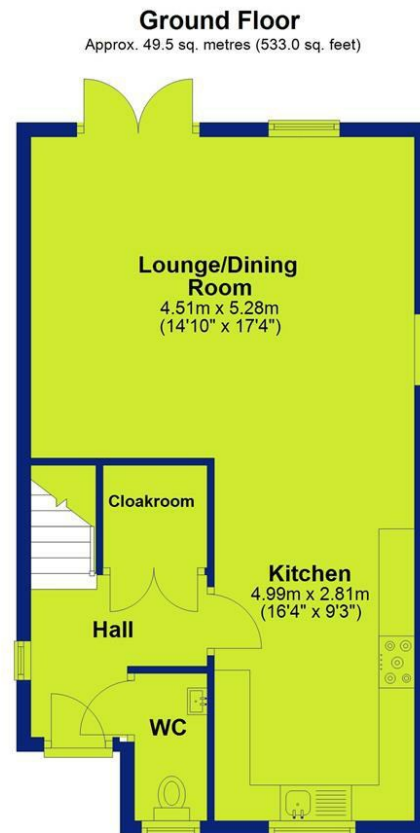 Ground Floor
Approx. 49.5 sq. metres (533.0 sq. feet)
Lounge/Dining
Room
4.51m x 5.28m
(14'10" x 17'4")
Cloakroom
Kitchen
4.99m x 2.81m
(16'4" x 9'3")
Hall
WC